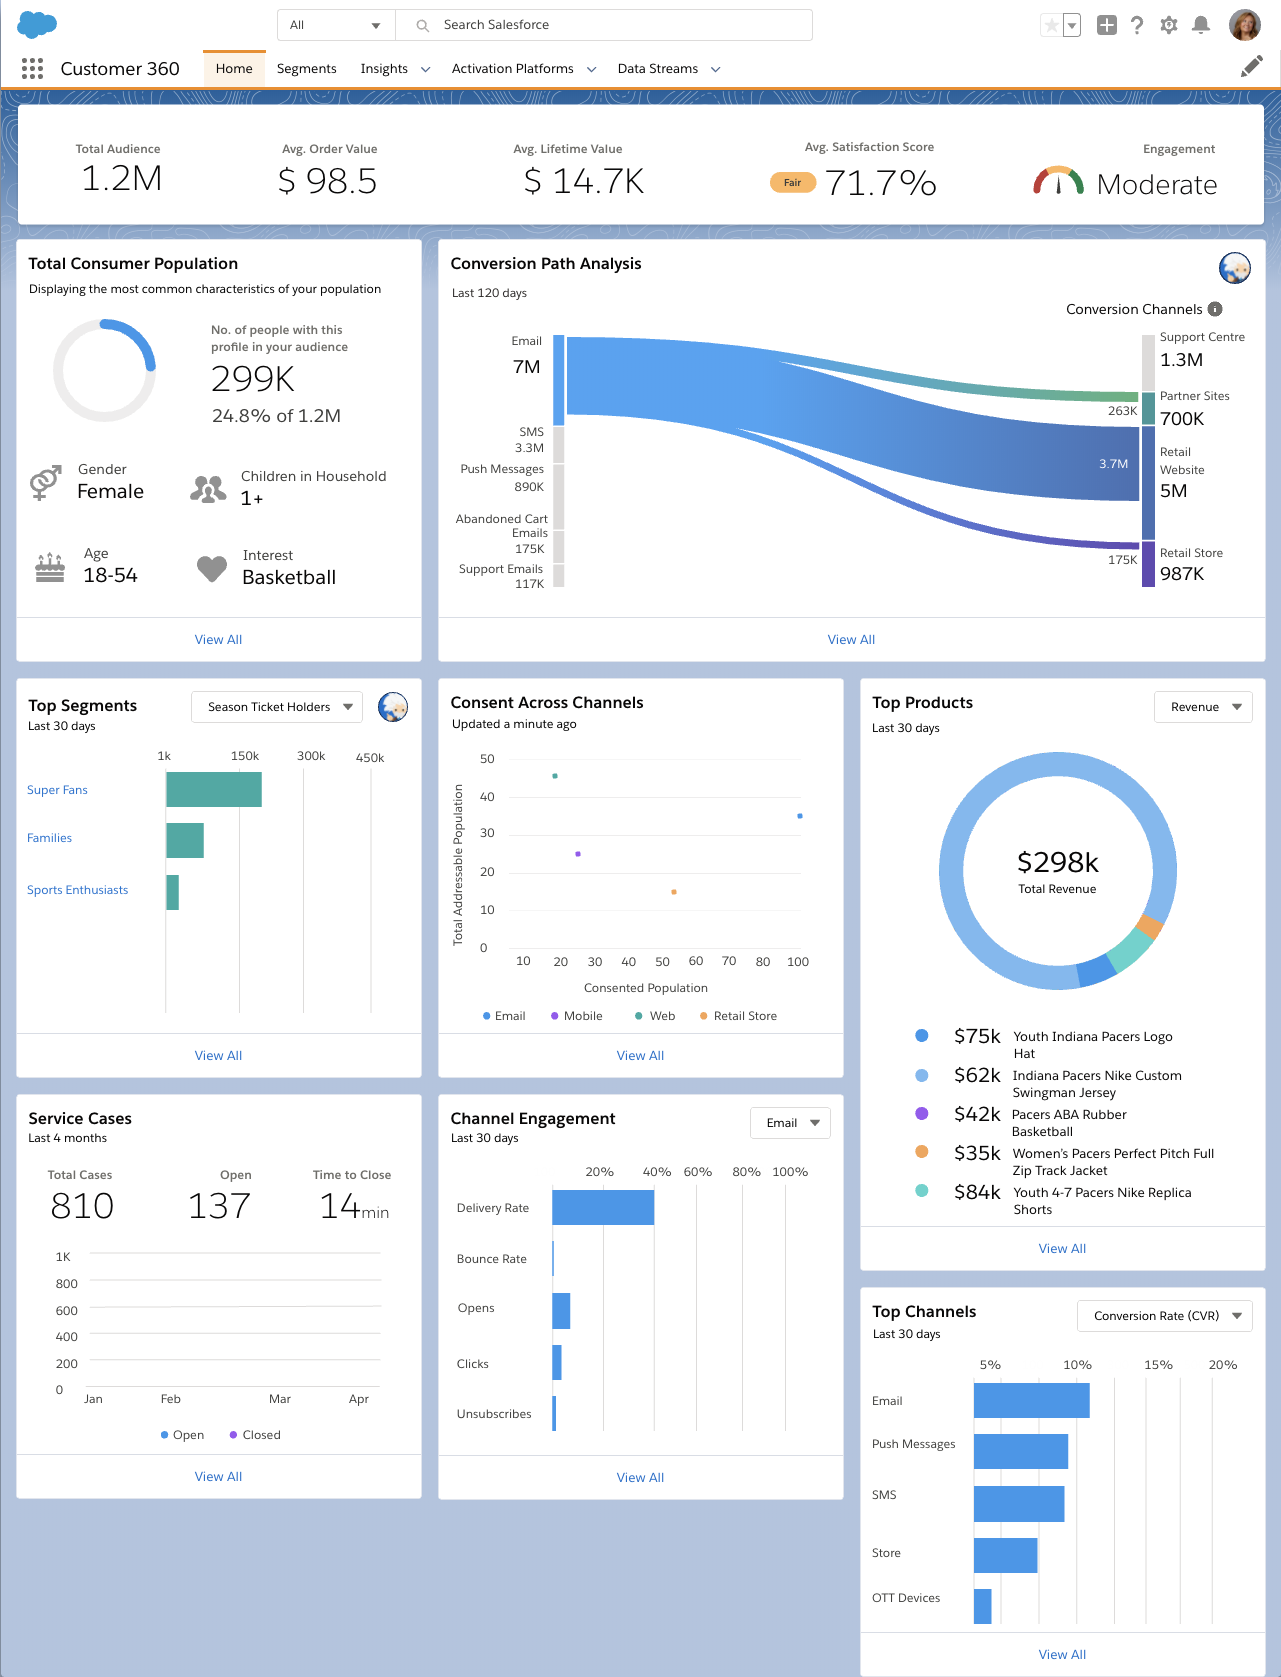 All
Search Salesforce
Customer 360
Home
Segments
Insights
Activation Platforms
Data Streams
Total Audience
1.2M
Avg. Order Value
$ 98.5
Avg. Lifetime Value
$ 14.7K
Avg. Satisfaction Score
Fair
71.7%
Engagement
Moderate
Total Consumer Population
Displaying the most common characteristics of your population
No. of people with this
profile in your audience
299K
24.8% of 1.2M
Gender
Female
Children in Household
1+
Age
18-54
Interest
Basketball
View All
Conversion Path Analysis
Last 120 days
Conversion Channels
Email
7M
SMS
3.3M
Push Messages
890K
Abandoned Cart
Emails
175K
Support Emails
117K
263K
3.7M
175K
Support Centre
1.3M
Partner Sites
700K
Retail
Website
5M
Retail Store
987K
View All
Top Segments
Last 30 days
Season Ticket Holders
1k 150k 300k 450k
Super Fans
Families
Sports Enthusiasts
View All
Consent Across Channels
Updated a minute ago
Total Addressable Population
50
40
30
20
10
0
10 20 30 40 50 60 70 80 100
Consented Population
Email Mobile Web Retail Store
View All
Top Products
Last 30 days
Revenue
$298k
Total Revenue
$75k Youth Indiana Pacers Logo
Hat
$62k Indiana Pacers Nike Custom
Swingman Jersey
$42k Pacers ABA Rubber
Basketball
$35k Women's Pacers Perfect Pitch Full
Zip Track Jacket
$84k Youth 4-7 Pacers Nike Replica
Shorts
View All
Service Cases
Last 4 months
Total Cases
810
Open
137
Time to Close
14min
1K
800
600
400
200
0
Jan Feb Mar Apr
Open Closed
View All
Channel Engagement
Last 30 days
Email
20% 40% 60% 80% 100%
Delivery Rate
Bounce Rate
Opens
Clicks
Unsubscribes
View All
Top Channels
Last 30 days
Conversion Rate (CVR)
5% 10% 15% 20%
Email
Push Messages
SMS
Store
OTT Devices
View All